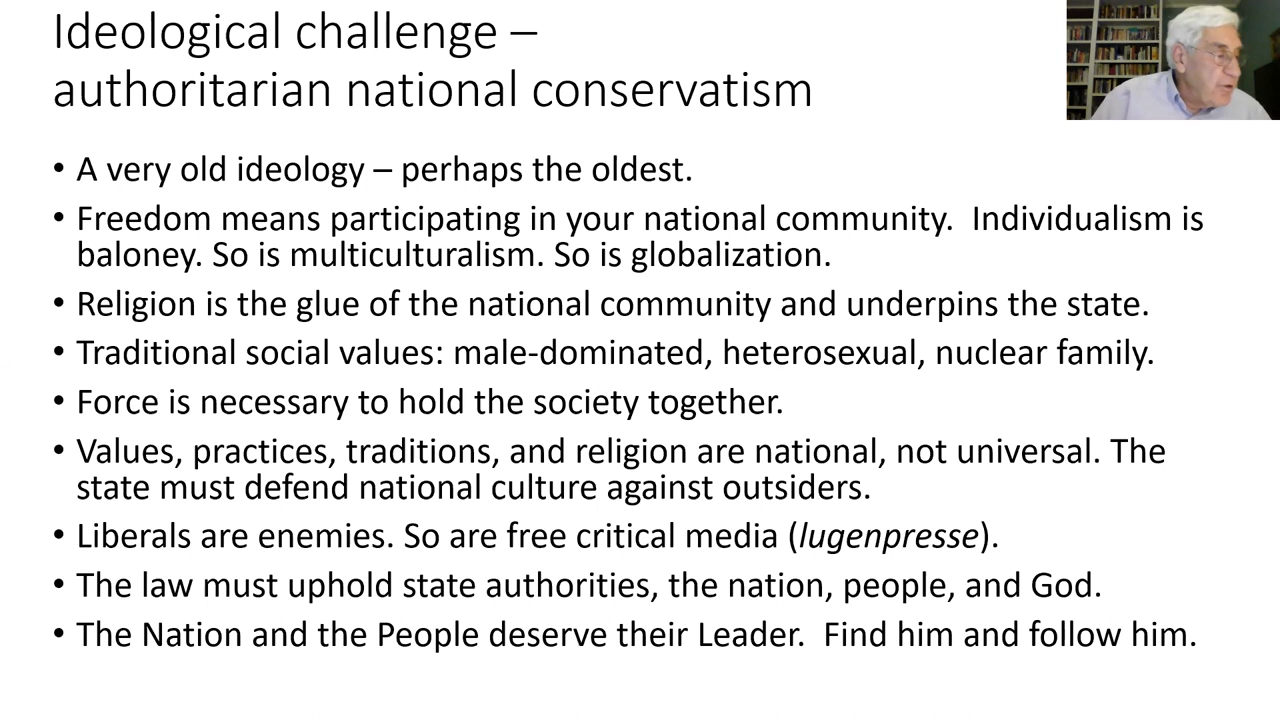 Ideological challenge –
authoritarian national conservatism
• A very old ideology – perhaps the oldest.
• Freedom means participating in your national community.  Individualism is
baloney. So is multiculturalism. So is globalization.
• Religion is the glue of the national community and underpins the state.
• Traditional social values: male-dominated, heterosexual, nuclear family.
• Force is necessary to hold the society together.
• Values, practices, traditions, and religion are national, not universal. The
state must defend national culture against outsiders.
• Liberals are enemies. So are free critical media (lugenpresse).
• The law must uphold state authorities, the nation, people, and God.
• The Nation and the People deserve their Leader.  Find him and follow him.